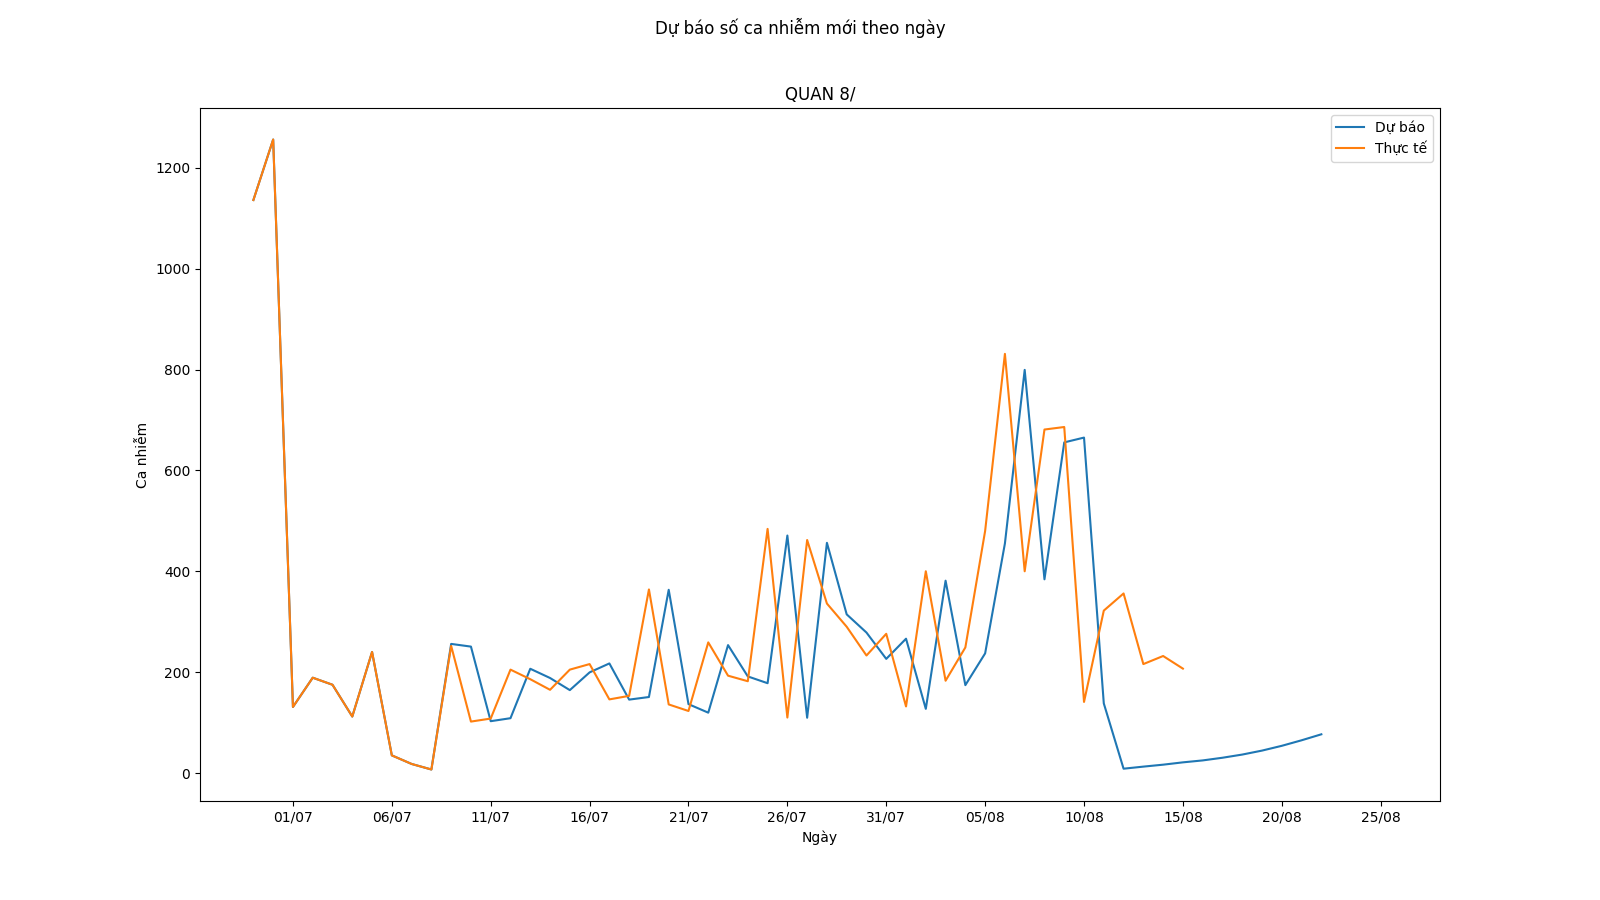 Dự báo số ca nhiễm mới theo ngày
QUAN 8/
Dự báo
Thực tế
1200
1000
800
600
400
200
0
Ca nhiễm
01/07 06/07 11/07 16/07 21/07 26/07 31/07 05/08 10/08 15/08 20/08 25/08
Ngày